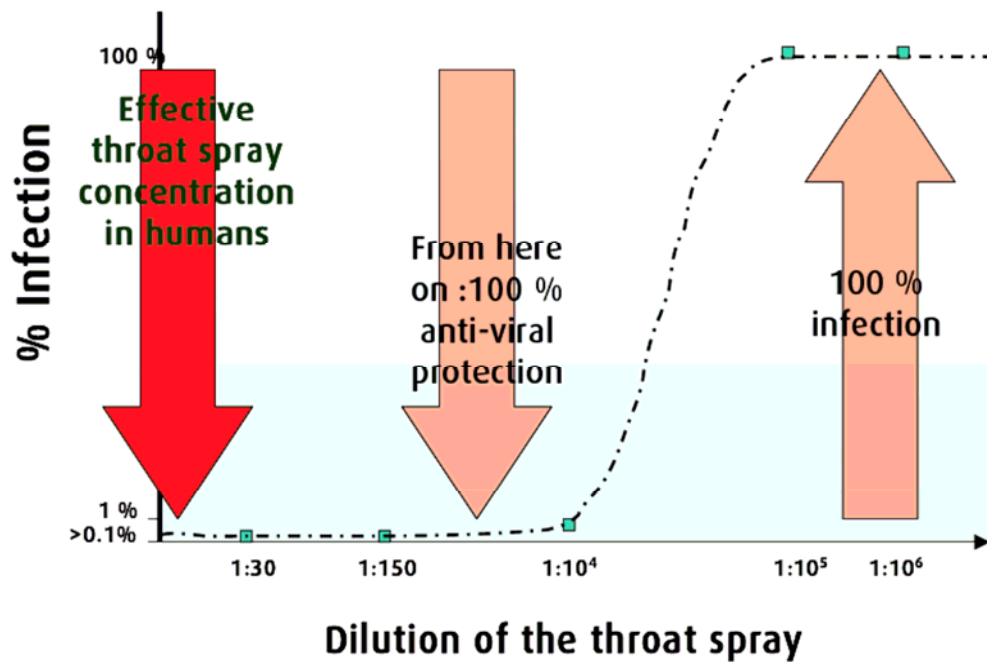 100 %
Effective
throat spray
concentration
in humans
% Infection
From here
on :100 %
anti-viral
protection
100 %
infection
1 %
>0.1%
1:30 1:150 1:10⁴ 1:10⁵ 1:10⁶
Dilution of the throat spray